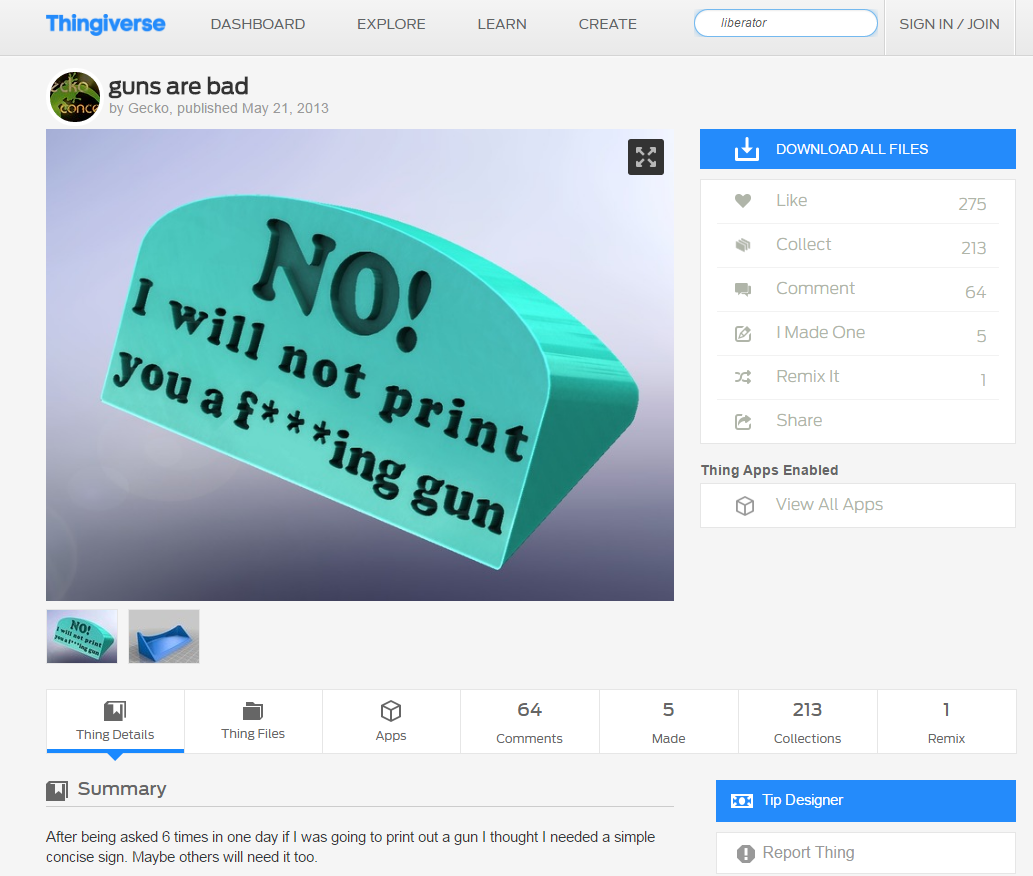 Thingiverse
DASHBOARD
EXPLORE
LEARN
CREATE
liberator
SIGN IN / JOIN
guns are bad
by Gecko, published May 21, 2013
NO!
I will not print
you a f***ing gun
DOWNLOAD ALL FILES
Like 275
Collect 213
Comment 64
I Made One 5
Remix It 1
Share
Thing Apps Enabled
View All Apps
NO!
I will not print
you a f***ing gun
Thing Details
Thing Files
Apps
64
Comments
5
Made
213
Collections
1
Remix
Summary
After being asked 6 times in one day if I was going to print out a gun I thought I needed a simple
concise sign. Maybe others will need it too.
Tip Designer
Report Thing